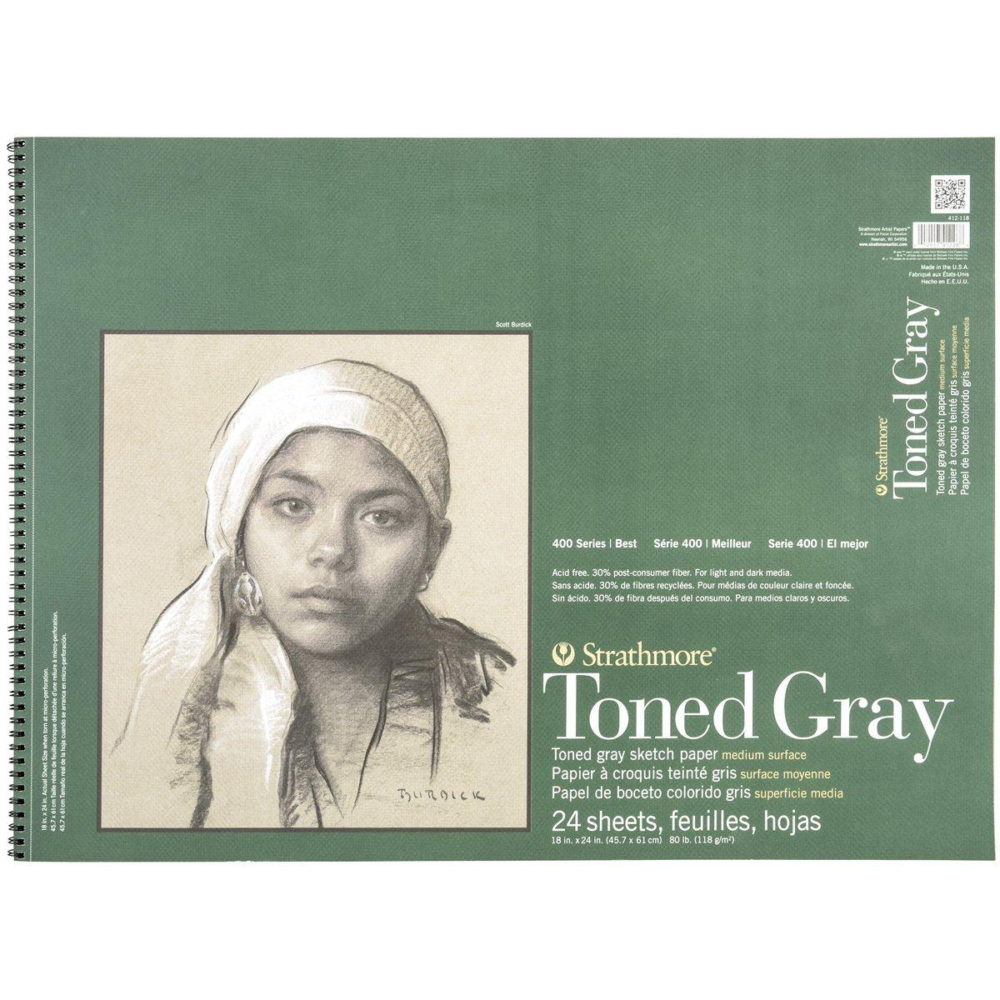 412-118
Strathmore Artist Papers™
A division of Pacon Corporation
Neenah, WI 54956
www.strathmoreartist.com
Made in the U.S.A.
Fabriqué aux États-Unis
Hecho en E.E.U.U.
Strathmore®
Toned Gray
Toned gray sketch paper medium surface
Papier à croquis teinté gris surface moyenne
Papel de boceto colorido gris superficie media
Scott Burdick
BURDICK
400 Series | Best Série 400 | Meilleur Serie 400 | El mejor
Acid free. 30% post-consumer fiber. For light and dark media.
Sans acide. 30% de fibres recyclées. Pour médias de couleur claire et foncée.
Sin ácido. 30% de fibra después del consumo. Para medios claros y oscuros.
Strathmore®
Toned Gray
Toned gray sketch paper medium surface
Papier à croquis teinté gris surface moyenne
Papel de boceto colorido gris superficie media
24 sheets, feuilles, hojas
18 in. x 24 in. (45.7 x 61 cm) 80 lb. (118 g/m²)
18 in. x 24 in. Actual Sheet Size when torn at micro-perforation.
45.7 x 61 cm Taille réelle de feuille lorsque détachée d'une reliure à micro-perforation.
45.7 x 61 cm Tamaño real de la hoja cuando se arranca en micro-perforación.